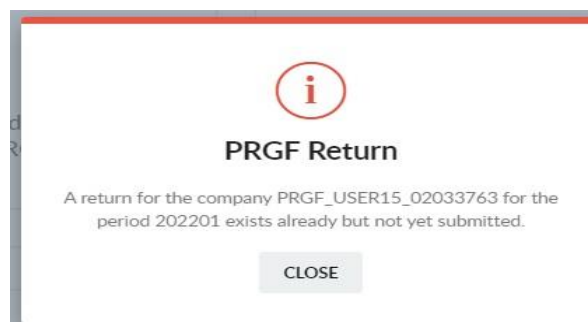 i
PRGF Return
A return for the company PRGF_USER15_02033763 for the
period 202201 exists already but not yet submitted.
CLOSE